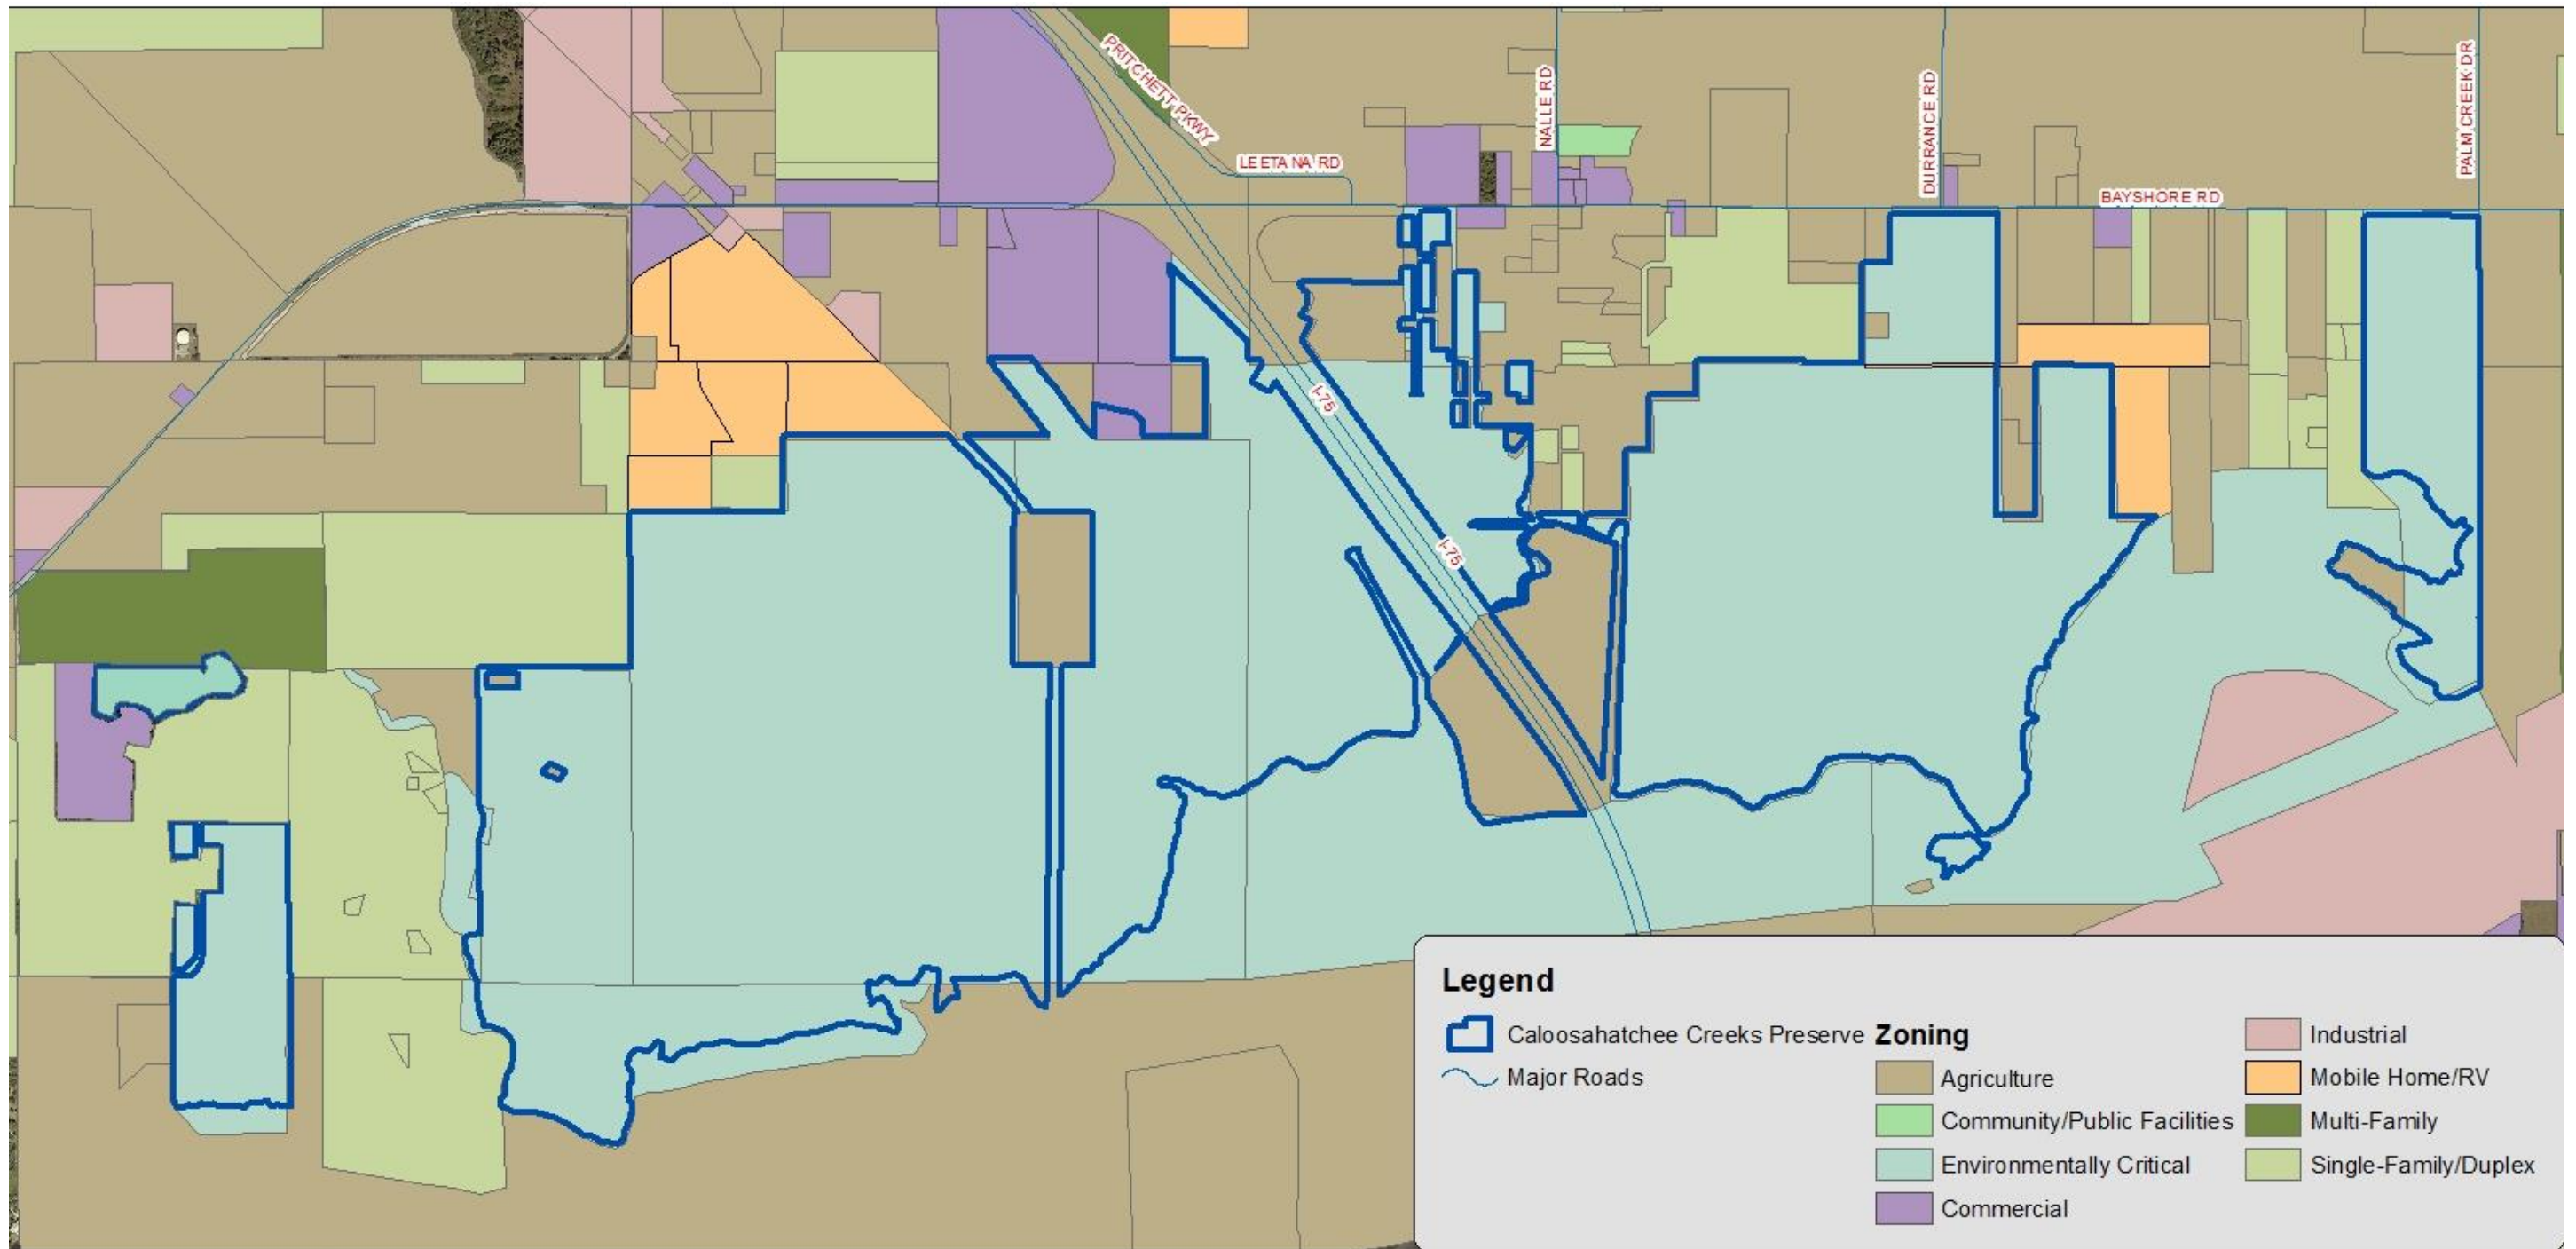 PRITCHETT PKWY
LEETANA RD
NALLE RD
DURRANCE RD
PALM CREEK DR
BAYSHORE RD
I-75
I-75
Legend
Caloosahatchee Creeks Preserve
Major Roads
Zoning
Agriculture
Community/Public Facilities
Environmentally Critical
Commercial
Industrial
Mobile Home/RV
Multi-Family
Single-Family/Duplex